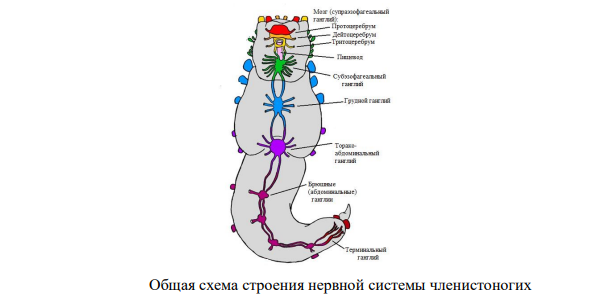 Мозг (супраэзофагеальный
ганглий):
Протоцеребрум
Дейтоцеребрум
Тритоцеребрум
Пищевод
Субэзофагеальный
ганглий
Грудной ганглий
Торако-
абдоминальный
ганглий
Брюшные
(абдоминальные)
ганглии
Терминальный
ганглий
Общая схема строения нервной системы членистоногих